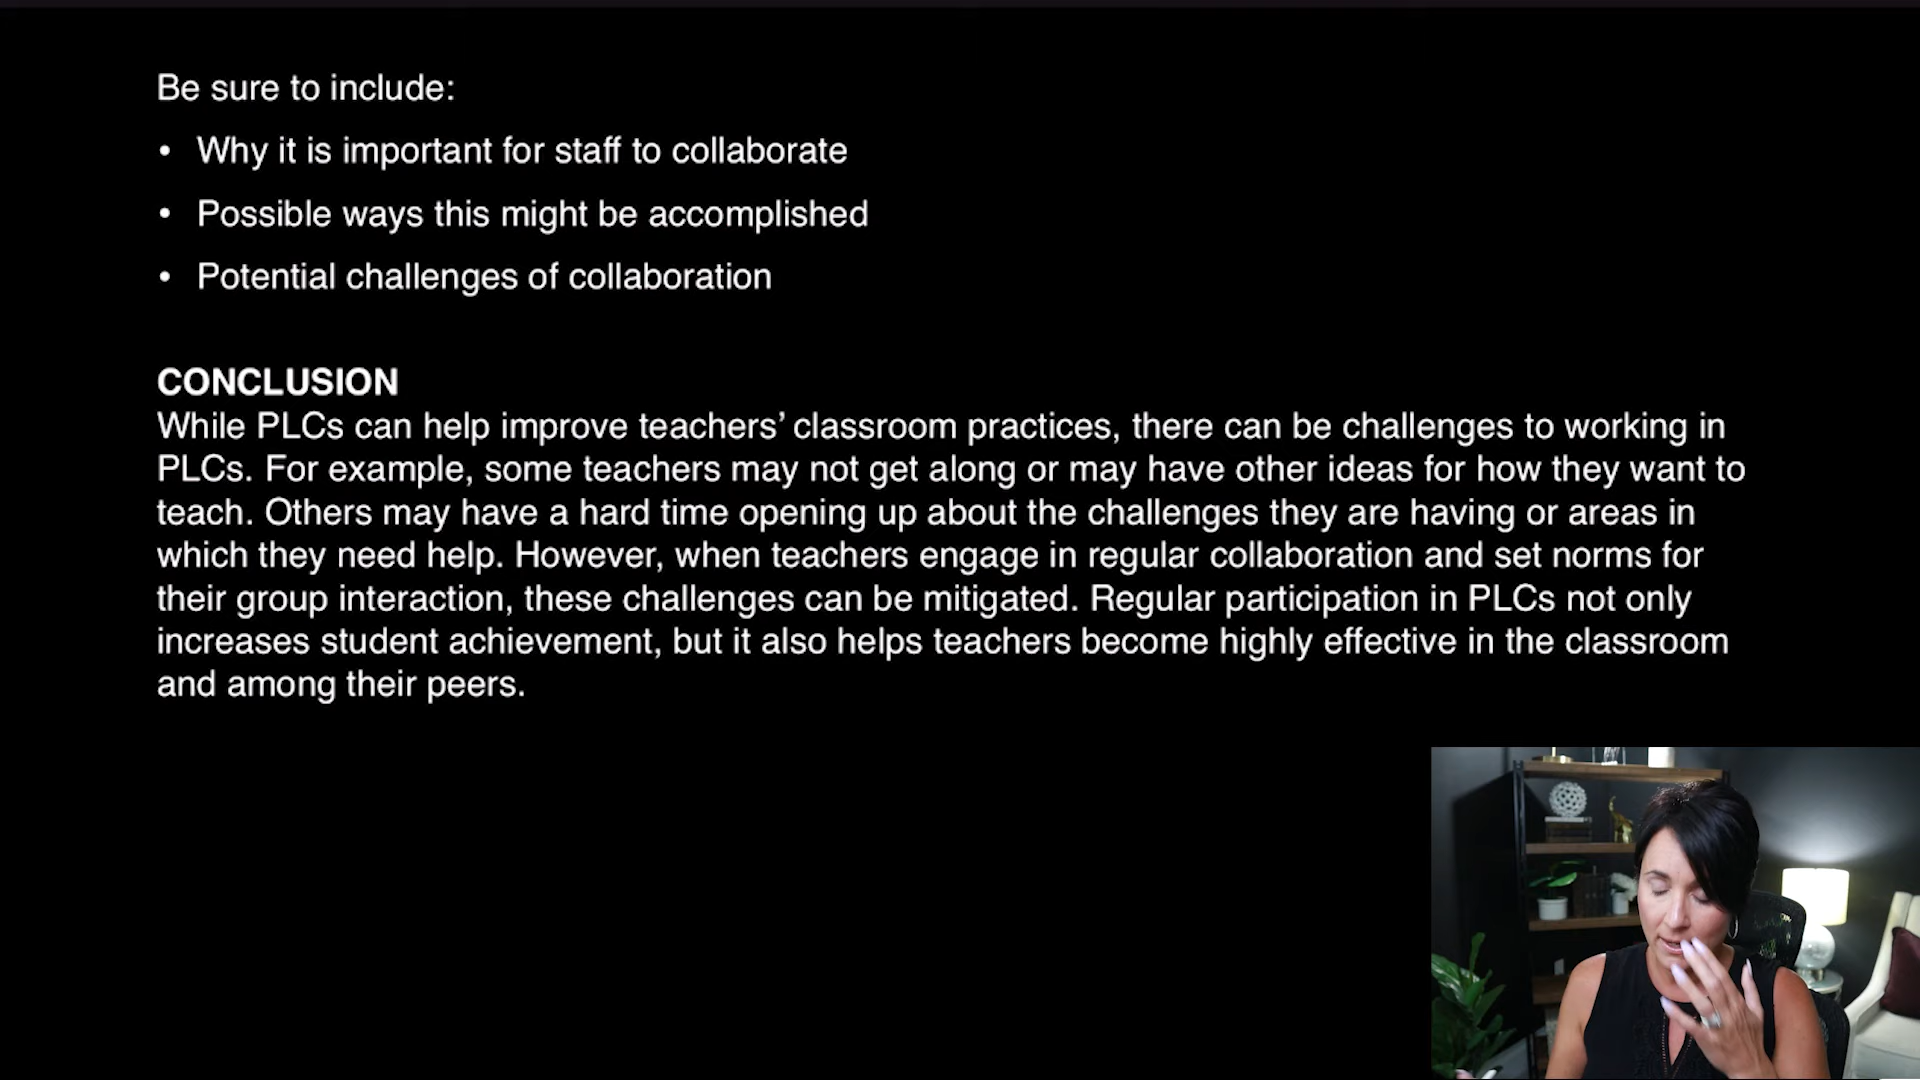 Be sure to include:
• Why it is important for staff to collaborate
• Possible ways this might be accomplished
• Potential challenges of collaboration
CONCLUSION
While PLCs can help improve teachers’ classroom practices, there can be challenges to working in
PLCs. For example, some teachers may not get along or may have other ideas for how they want to
teach. Others may have a hard time opening up about the challenges they are having or areas in
which they need help. However, when teachers engage in regular collaboration and set norms for
their group interaction, these challenges can be mitigated. Regular participation in PLCs not only
increases student achievement, but it also helps teachers become highly effective in the classroom
and among their peers.